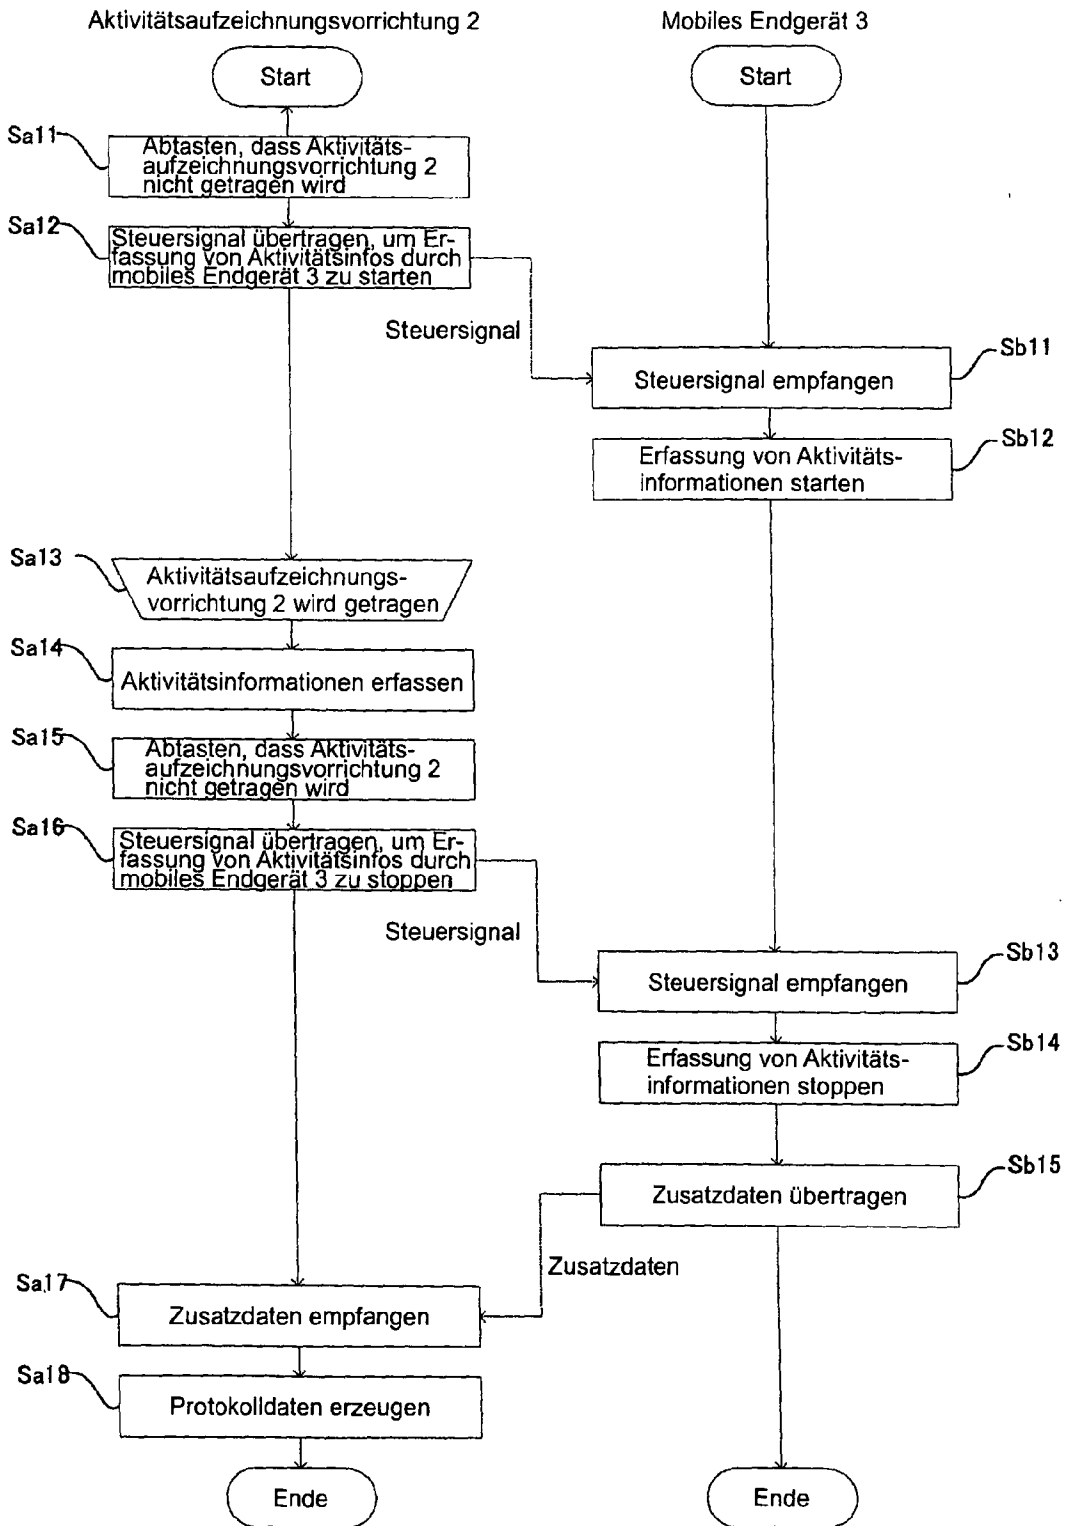 Aktivitätsaufzeichnungsvorrichtung 2
Mobiles Endgerät 3
Start
Start
Sa11
Abtasten, dass Aktivitäts-
aufzeichnungsvorrichtung 2
nicht getragen wird
Sa12
Steuersignal übertragen, um Er-
fassung von Aktivitätsinfos durch
mobiles Endgerät 3 zu starten
Steuersignal
Sb11
Steuersignal empfangen
Sb12
Erfassung von Aktivitäts-
informationen starten
Sa13
Aktivitätsaufzeichnungs-
vorrichtung 2 wird getragen
Sa14
Aktivitätsinformationen erfassen
Sa15
Abtasten, dass Aktivitäts-
aufzeichnungsvorrichtung 2
nicht getragen wird
Sa16
Steuersignal übertragen, um Er-
fassung von Aktivitätsinfos durch
mobiles Endgerät 3 zu stoppen
Steuersignal
Sb13
Steuersignal empfangen
Sb14
Erfassung von Aktivitäts-
informationen stoppen
Sb15
Zusatzdaten übertragen
Zusatzdaten
Sa17
Zusatzdaten empfangen
Sa18
Protokolldaten erzeugen
Ende
Ende